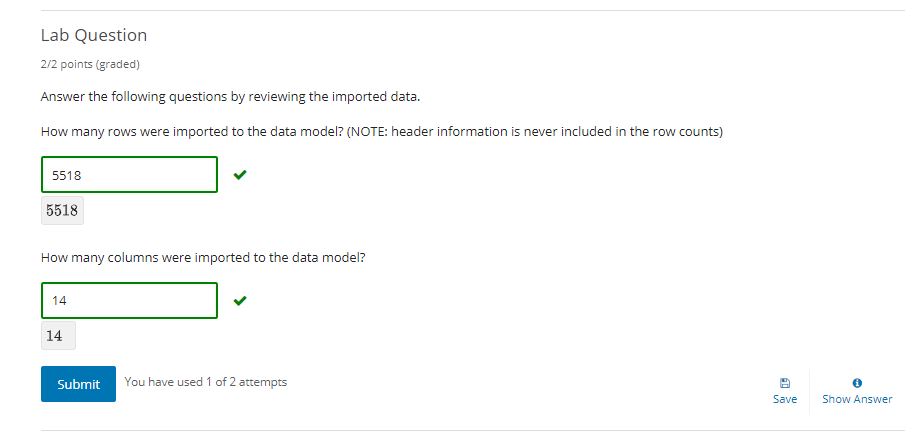 Lab Question
2/2 points (graded)
Answer the following questions by reviewing the imported data.
How many rows were imported to the data model? (NOTE: header information is never included in the row counts)
5518
5518
How many columns were imported to the data model?
14
14
Submit
You have used 1 of 2 attempts
Save
Show Answer